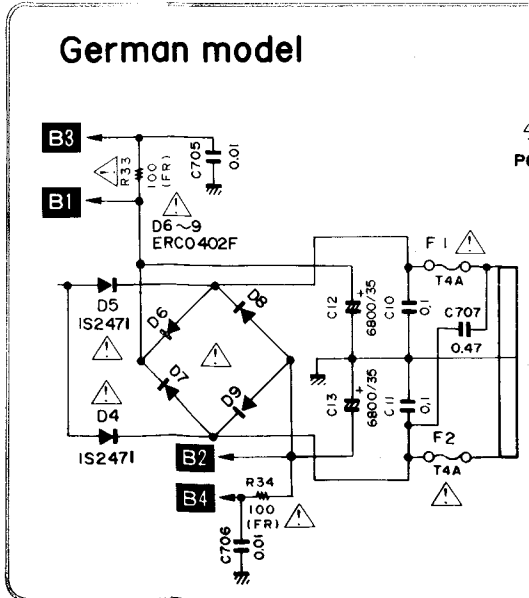 German model
B3
R33
100
(FR)
C705
0.01
B1
D6~9
ERC0402F
F1
T4A
D5
1S2471
D6
D8
C12
6800/35
C10
0.1
C707
0.47
D7
D9
D4
1S2471
C13
6800/35
C11
0.1
B2
F2
T4A
B4
R34
100
(FR)
C706
0.01